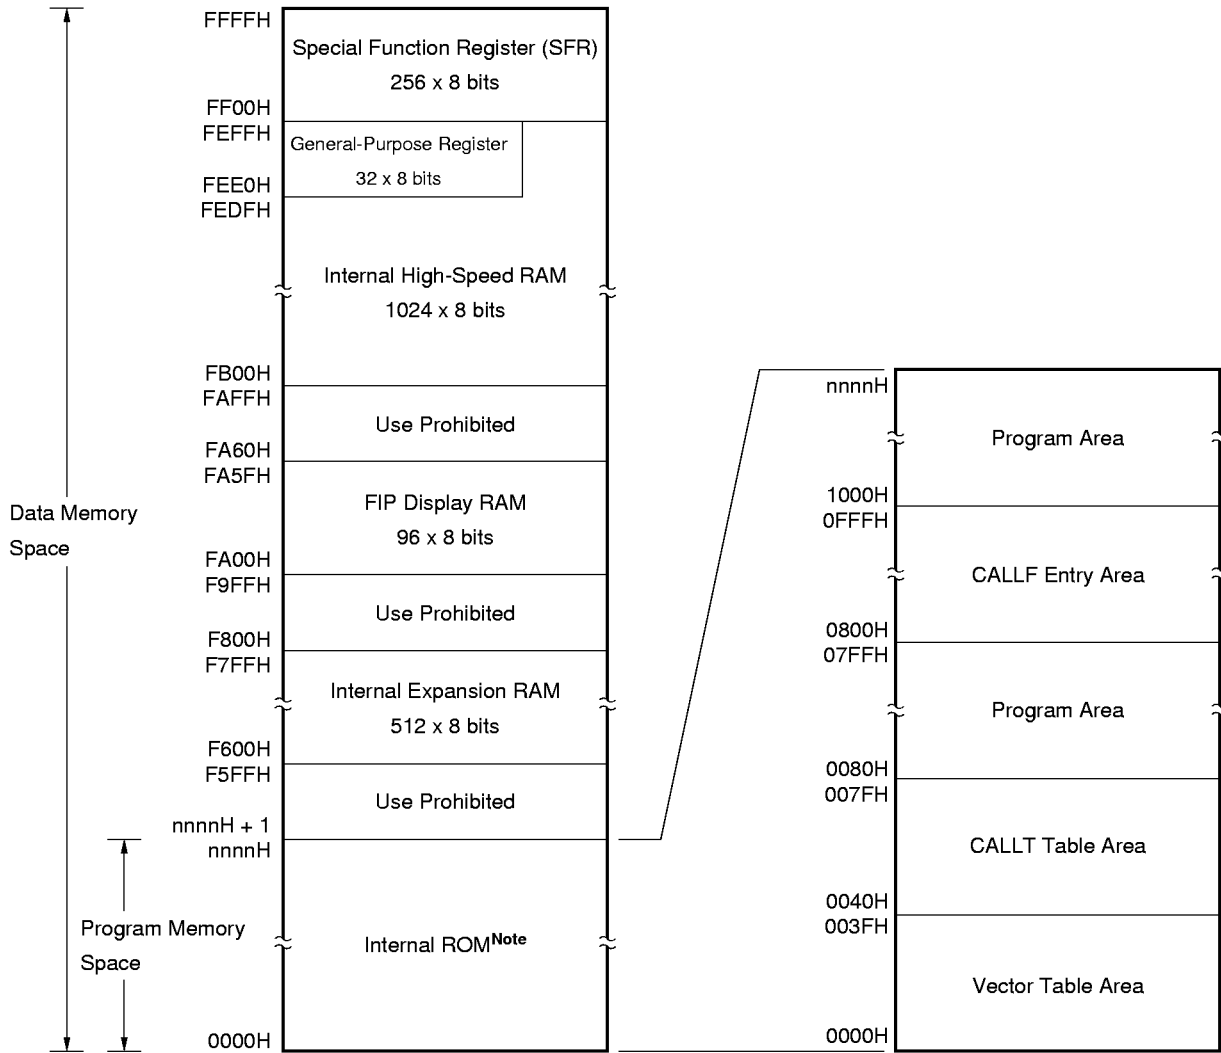 FFFFH
Special Function Register (SFR)
256 x 8 bits
FF00H
FEFFH
General-Purpose Register
32 x 8 bits
FEE0H
FEDFH
Internal High-Speed RAM
1024 x 8 bits
FB00H
FAFFH
Use Prohibited
FA60H
FA5FH
FIP Display RAM
96 x 8 bits
FA00H
F9FFH
Use Prohibited
F800H
F7FFH
Internal Expansion RAM
512 x 8 bits
F600H
F5FFH
Use Prohibited
nnnnH + 1
nnnnH
Internal ROM Note
0000H
Data Memory
Space
Program Memory
Space
nnnnH
Program Area
1000H
0FFFH
CALLF Entry Area
0800H
07FFH
Program Area
0080H
007FH
CALLT Table Area
0040H
003FH
Vector Table Area
0000H